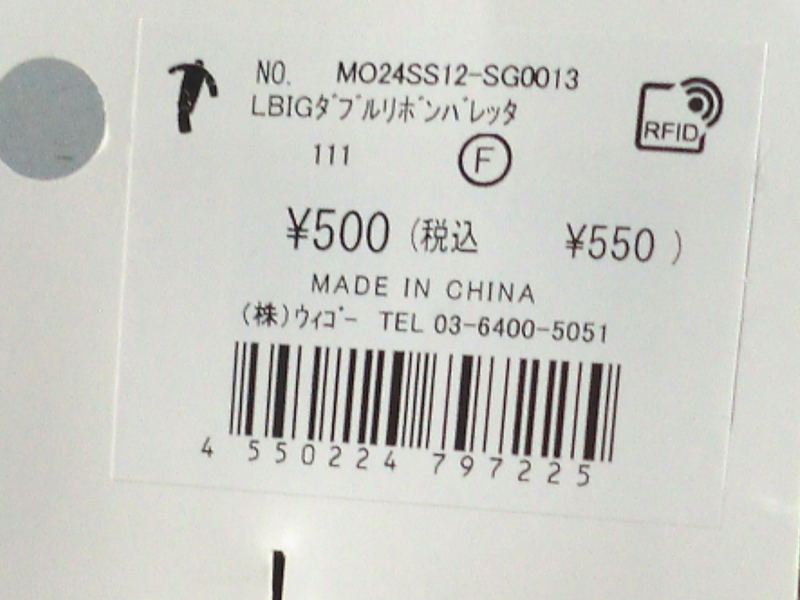 NO. MO24SS12-SG0013
LBIGﾀﾞﾌﾞﾙﾘﾎﾞﾝﾊﾞﾚｯﾀ
RFID
111 F
¥500 (税込 ¥550 )
MADE IN CHINA
(株)ｳｨｺﾞｰ TEL 03-6400-5051
4 550224 797225